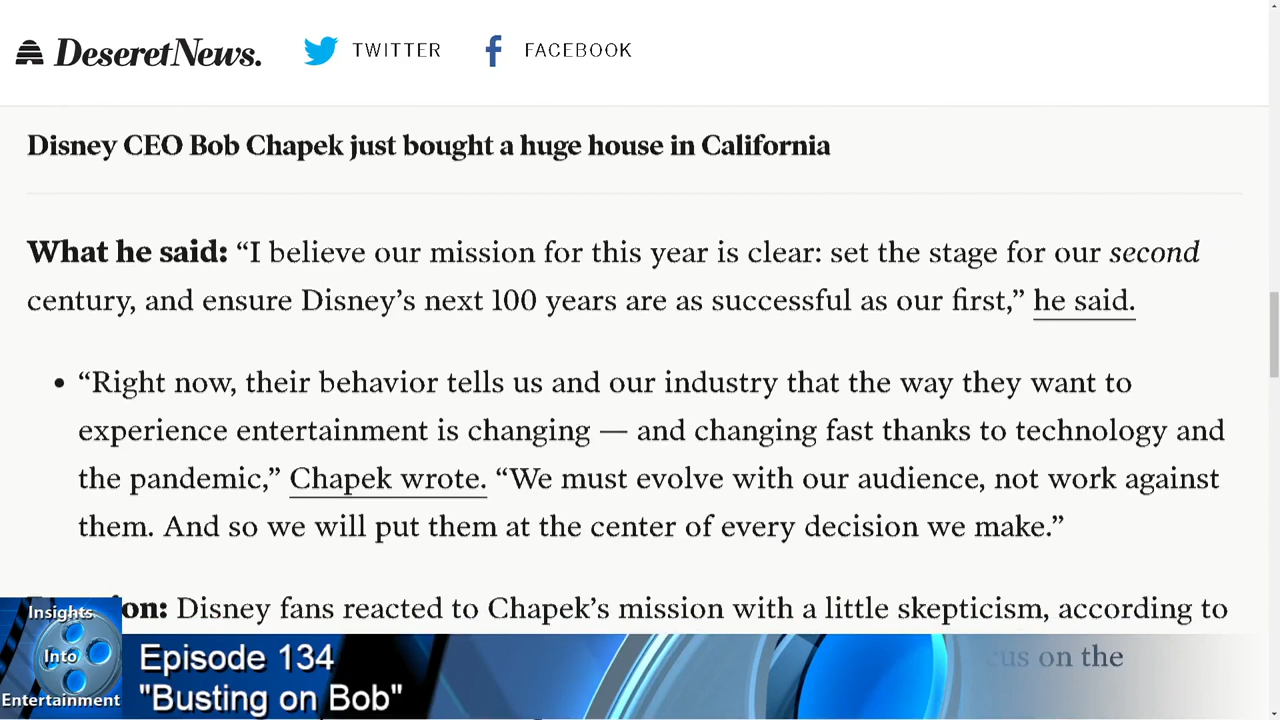 DeseretNews. TWITTER FACEBOOK
Disney CEO Bob Chapek just bought a huge house in California
What he said: “I believe our mission for this year is clear: set the stage for our second
century, and ensure Disney’s next 100 years are as successful as our first,” he said.
• “Right now, their behavior tells us and our industry that the way they want to
experience entertainment is changing — and changing fast thanks to technology and
the pandemic,” Chapek wrote. “We must evolve with our audience, not work against
them. And so we will put them at the center of every decision we make.”
on: Disney fans reacted to Chapek’s mission with a little skepticism, according to
on the
Insights
Into
Entertainment
Episode 134
"Busting on Bob"